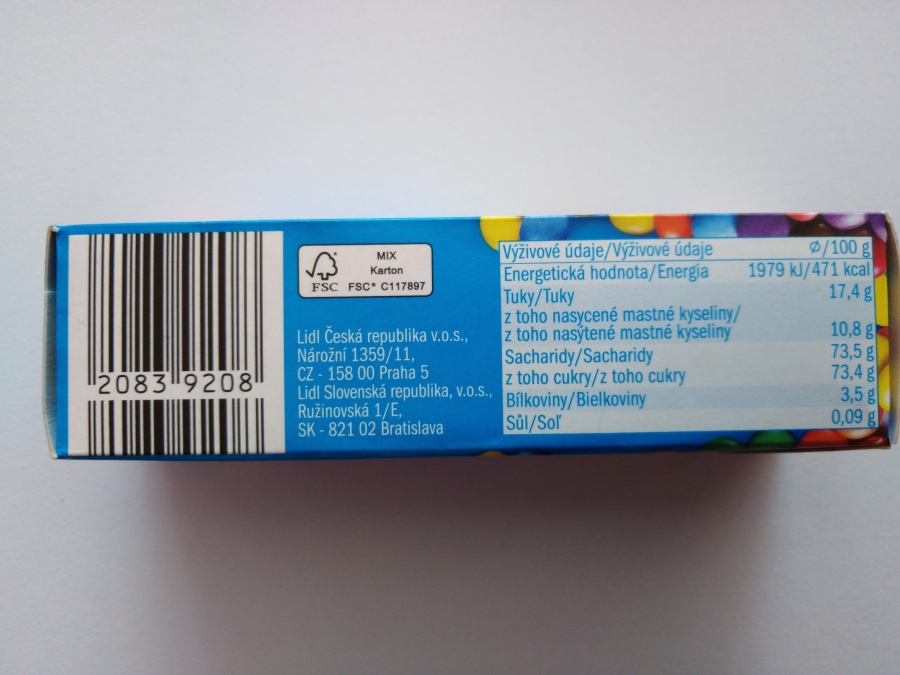 2083 9208
FSC
MIX
Karton
FSC® C117897
Lidl Česká republika v.o.s.,
Nárožní 1359/11,
CZ - 158 00 Praha 5
Lidl Slovenská republika, v.o.s.,
Ružinovská 1/E,
SK - 821 02 Bratislava
Výživové údaje/Výživové údaje ø/100 g
Energetická hodnota/Energia 1979 kJ/471 kcal
Tuky/Tuky 17,4 g
z toho nasycené mastné kyseliny/
z toho nasýtené mastné kyseliny 10,8 g
Sacharidy/Sacharidy 73,5 g
z toho cukry/z toho cukry 73,4 g
Bílkoviny/Bielkoviny 3,5 g
Sůl/Soľ 0,09 g